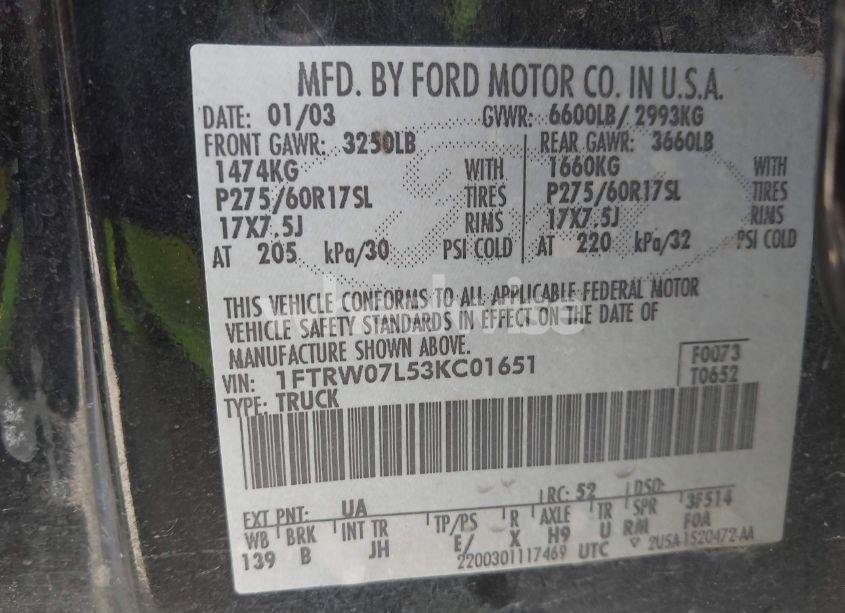 MFD. BY FORD MOTOR CO. IN U.S.A.
DATE: 01/03 GVWR: 6600LB/ 2993KG
FRONT GAWR: 3250LB REAR GAWR: 3660LB
1474KG WITH 1660KG WITH
P275/60R17SL TIRES P275/60R17SL TIRES
17X7.5J RIMS 17X7.5J RIMS
AT 205 kPa/30 PSI COLD AT 220 kPa/32 PSI COLD
THIS VEHICLE CONFORMS TO ALL APPLICABLE FEDERAL MOTOR
VEHICLE SAFETY STANDARDS IN EFFECT ON THE DATE OF
MANUFACTURE SHOWN ABOVE.
VIN: 1FTRW07L53KC01651 F0073
TYPE: TRUCK T0652
EXT PNT: UA RC: 52 DSO:
WB BRK INT TR TP/PS R AXLE TR SPR 3F514
139 B JH E/ X H9 U RM F0A
2200301117469 UTC ▽ 2U5A-1520472-AA